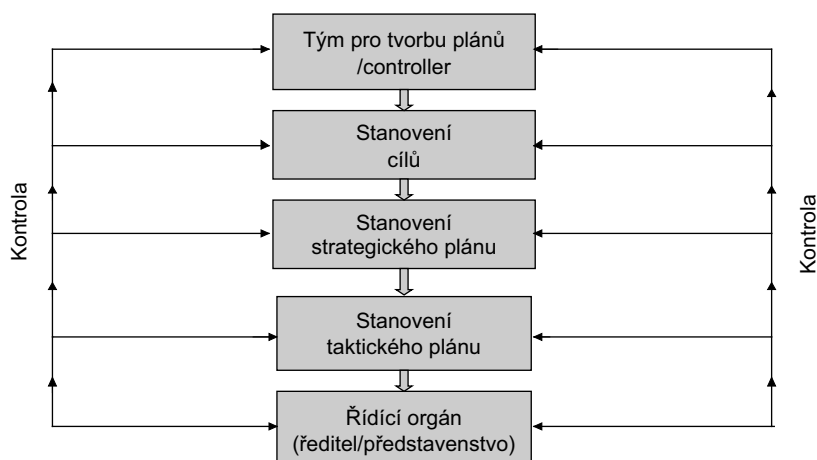 Tým pro tvorbu plánů
/controller
Stanovení
cílů
Kontrola
Stanovení
strategického plánu
Kontrola
Stanovení
taktického plánu
Řídící orgán
(ředitel/představenstvo)